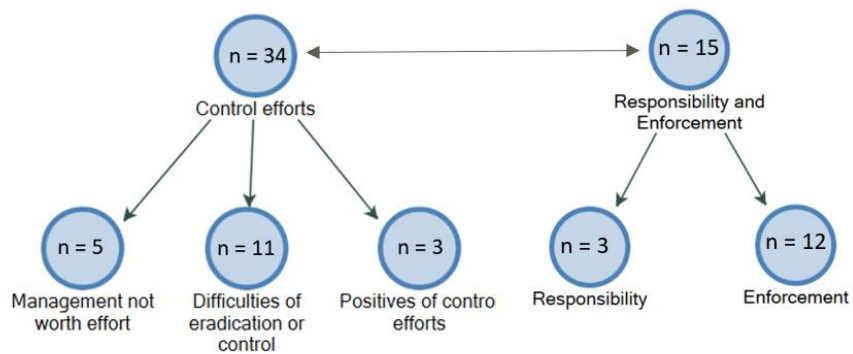 n = 34
n = 15
Control efforts
Responsibility and
Enforcement
n = 5
n = 11
n = 3
n = 3
n = 12
Management not
worth effort
Difficulties of
eradication or
control
Positives of contro
efforts
Responsibility
Enforcement